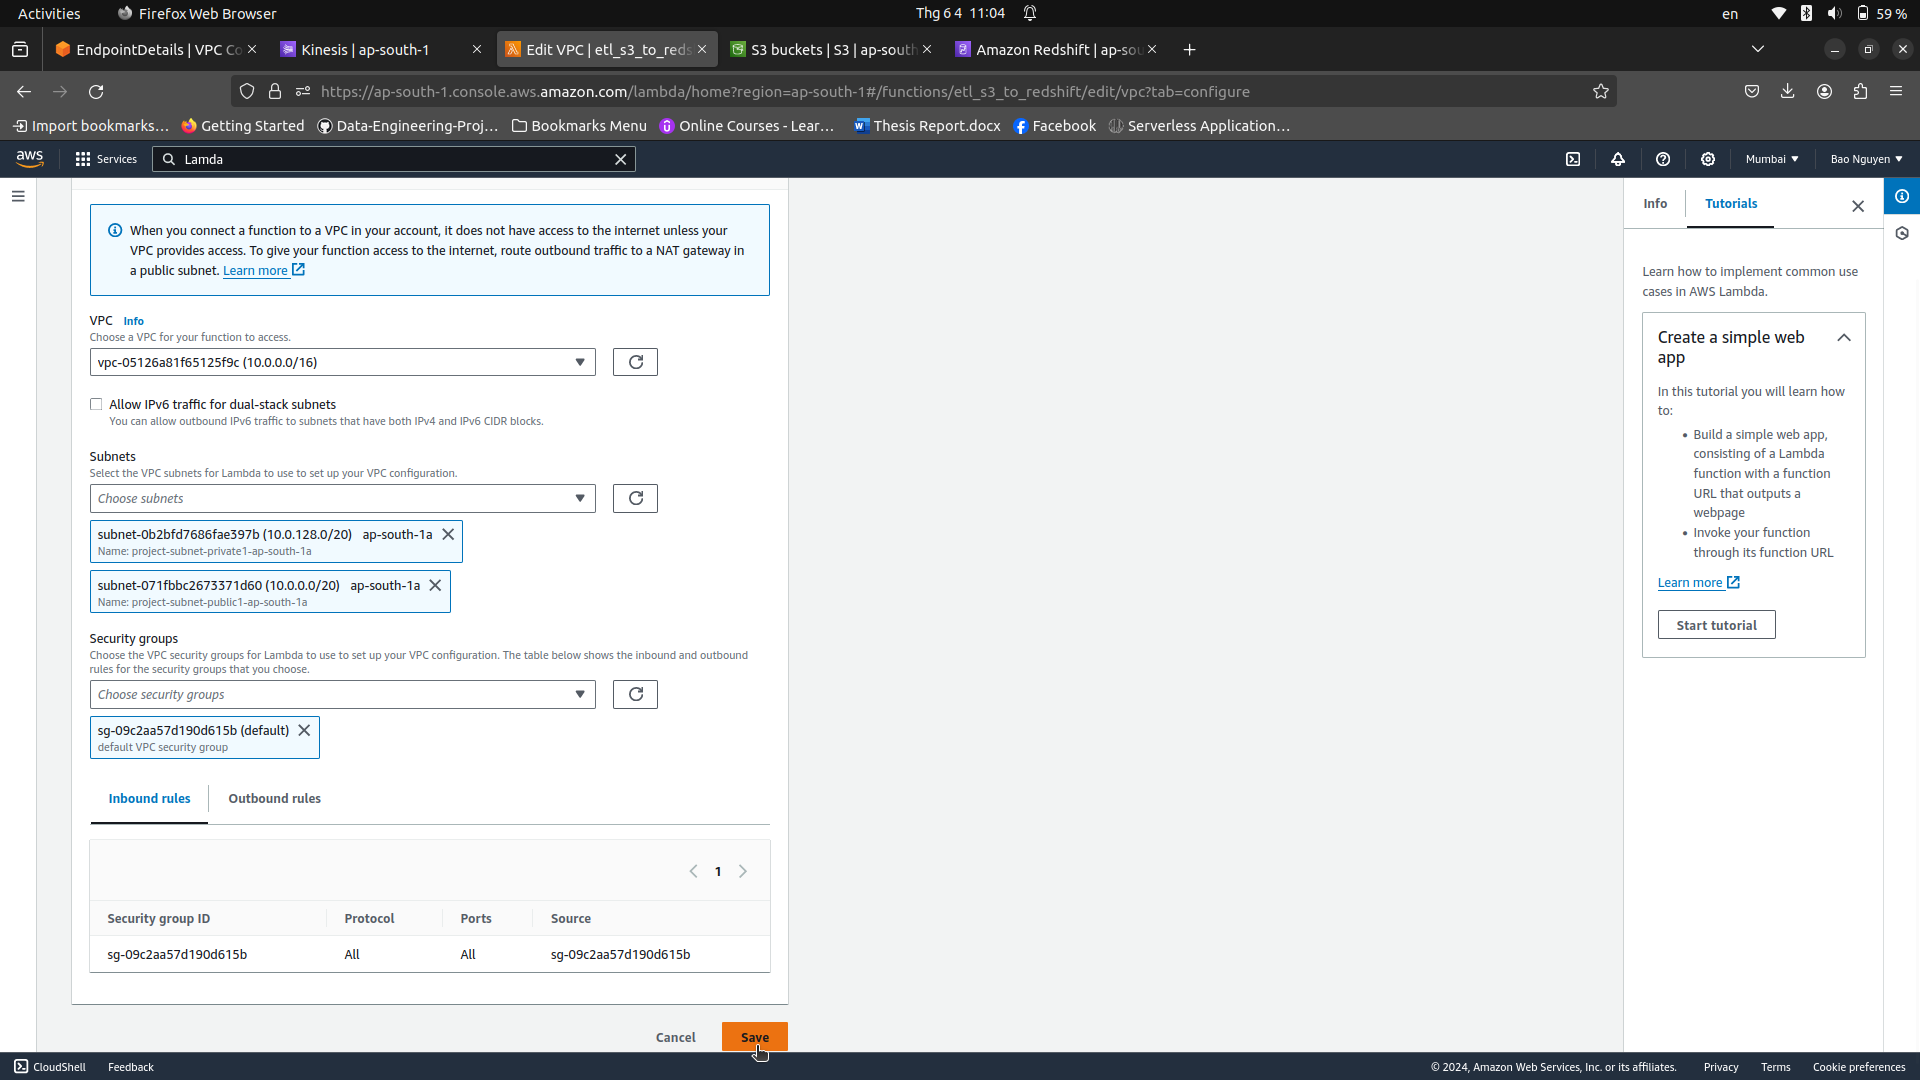 Activities
Firefox Web Browser
Thg 6 4 11:04
en
59 %
EndpointDetails | VPC Co
Kinesis | ap-south-1
Edit VPC | etl_s3_to_reds
S3 buckets | S3 | ap-south
Amazon Redshift | ap-sou
https://ap-south-1.console.aws.amazon.com/lambda/home?region=ap-south-1#/functions/etl_s3_to_redshift/edit/vpc?tab=configure
Import bookmarks...
Getting Started
Data-Engineering-Proj...
Bookmarks Menu
Online Courses - Lear...
Thesis Report.docx
Facebook
Serverless Application...
aws
Services
Lamda
Mumbai
Bao Nguyen
When you connect a function to a VPC in your account, it does not have access to the internet unless your
VPC provides access. To give your function access to the internet, route outbound traffic to a NAT gateway in
a public subnet. Learn more
VPC Info
Choose a VPC for your function to access.
vpc-05126a81f65125f9c (10.0.0.0/16)
Allow IPv6 traffic for dual-stack subnets
You can allow outbound IPv6 traffic to subnets that have both IPv4 and IPv6 CIDR blocks.
Subnets
Select the VPC subnets for Lambda to use to set up your VPC configuration.
Choose subnets
subnet-0b2bfd7686fae397b (10.0.128.0/20) ap-south-1a
Name: project-subnet-private1-ap-south-1a
subnet-071fbbc2673371d60 (10.0.0.0/20) ap-south-1a
Name: project-subnet-public1-ap-south-1a
Security groups
Choose the VPC security groups for Lambda to use to set up your VPC configuration. The table below shows the inbound and outbound
rules for the security groups that you choose.
Choose security groups
sg-09c2aa57d190d615b (default)
default VPC security group
Inbound rules
Outbound rules
1
Security group ID Protocol Ports Source
sg-09c2aa57d190d615b All All sg-09c2aa57d190d615b
Cancel
Save
Info
Tutorials
Learn how to implement common use
cases in AWS Lambda.
Create a simple web
app
In this tutorial you will learn how
to:
• Build a simple web app,
consisting of a Lambda
function with a function
URL that outputs a
webpage
• Invoke your function
through its function URL
Learn more
Start tutorial
CloudShell
Feedback
© 2024, Amazon Web Services, Inc. or its affiliates.
Privacy
Terms
Cookie preferences